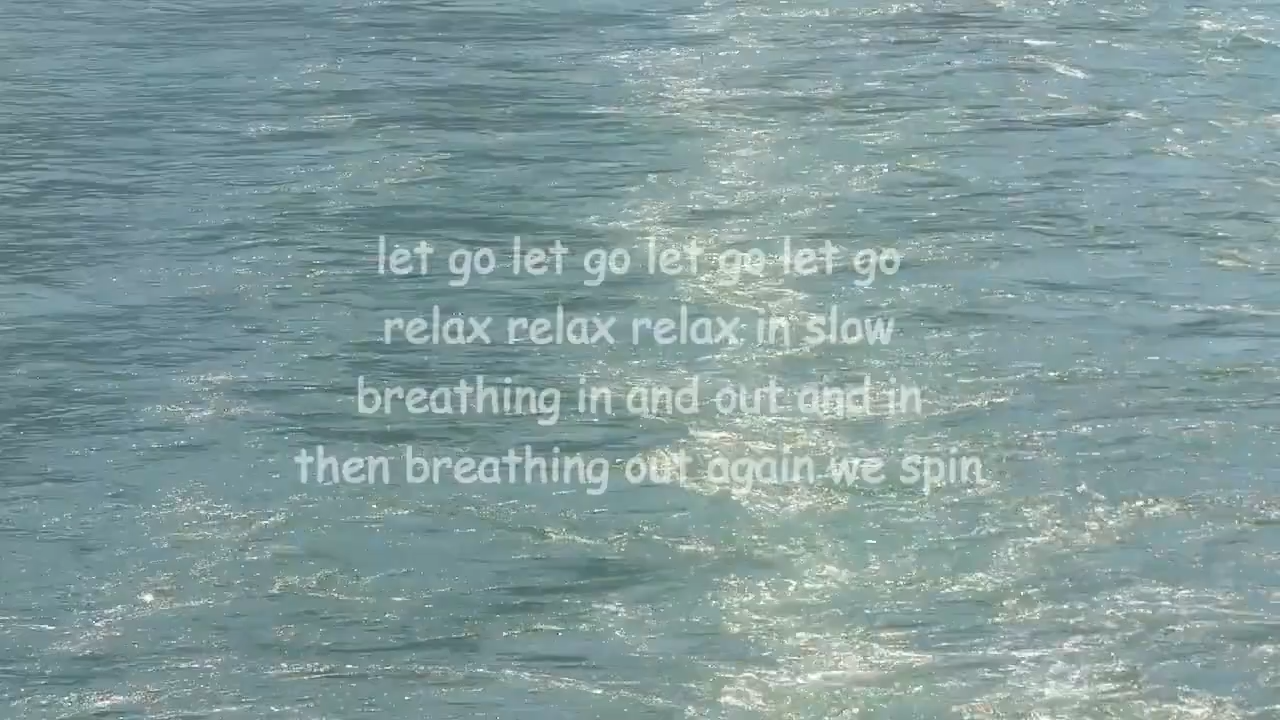 let go let go let go let go
relax relax relax in slow
breathing in and out and in
then breathing out again we spin